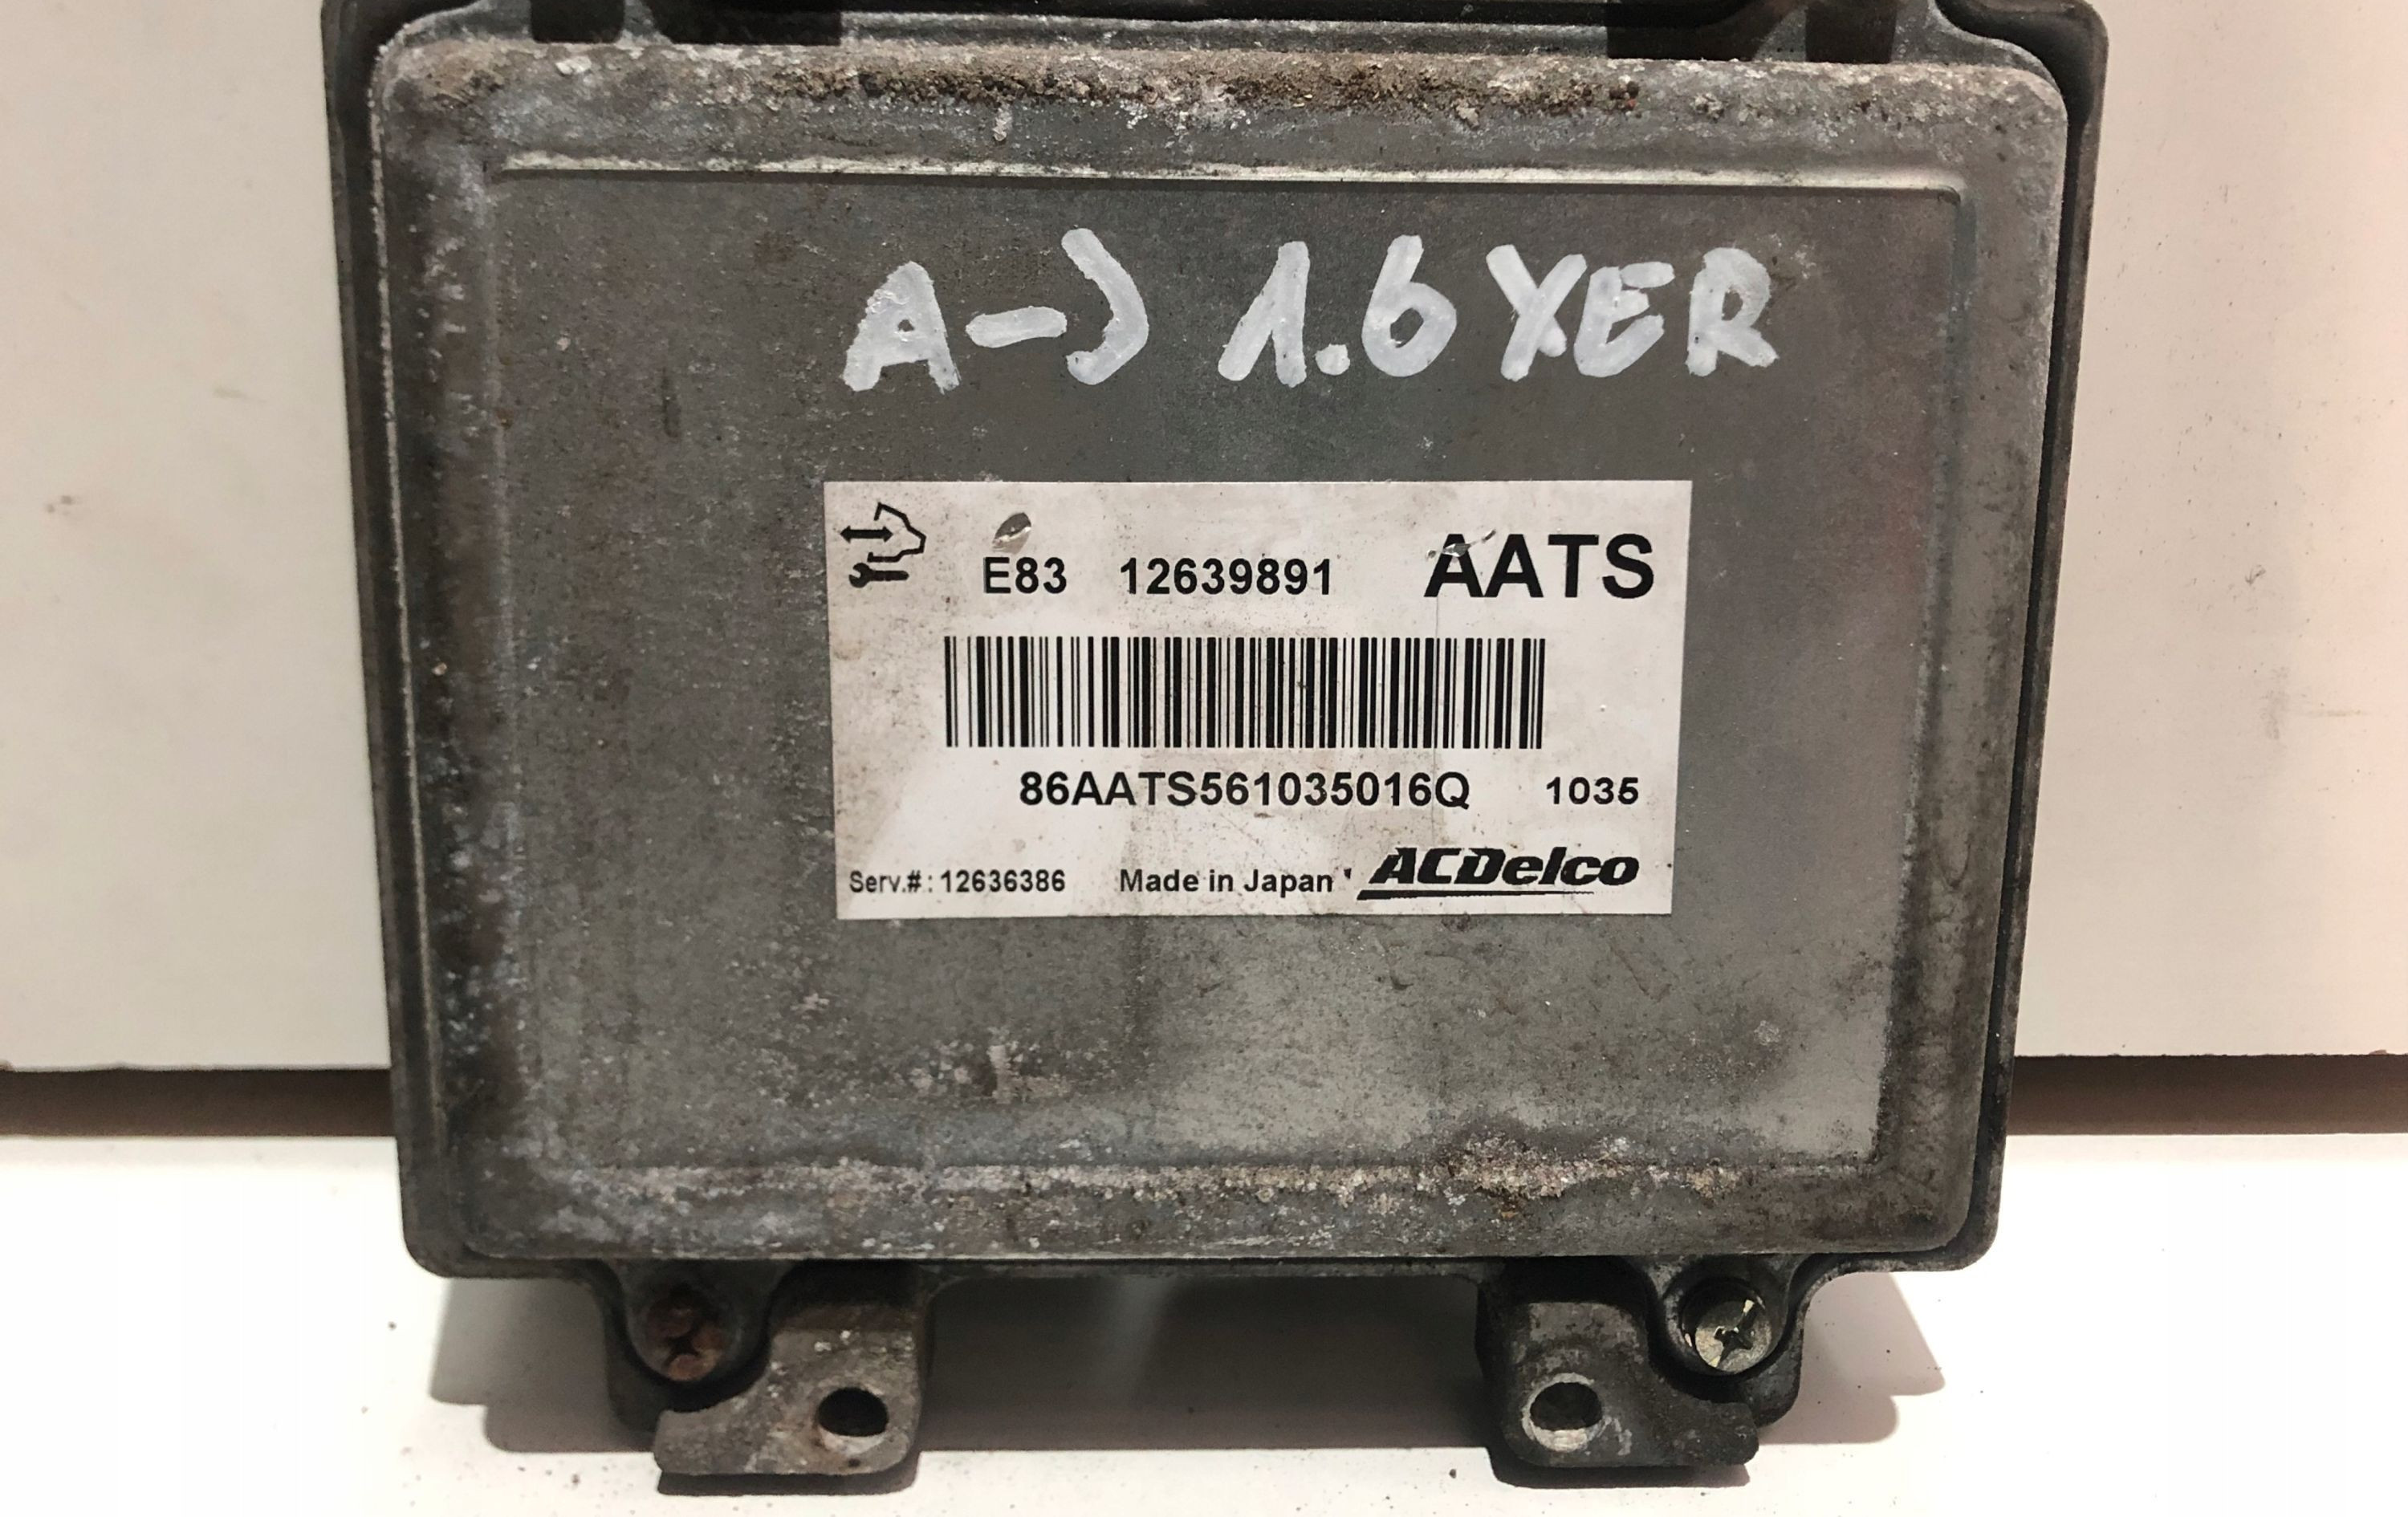 A-J 1.6 XER
E83 12639891 AATS
86AATS561035016Q 1035
Serv.#: 12636386 Made in Japan ACDelco